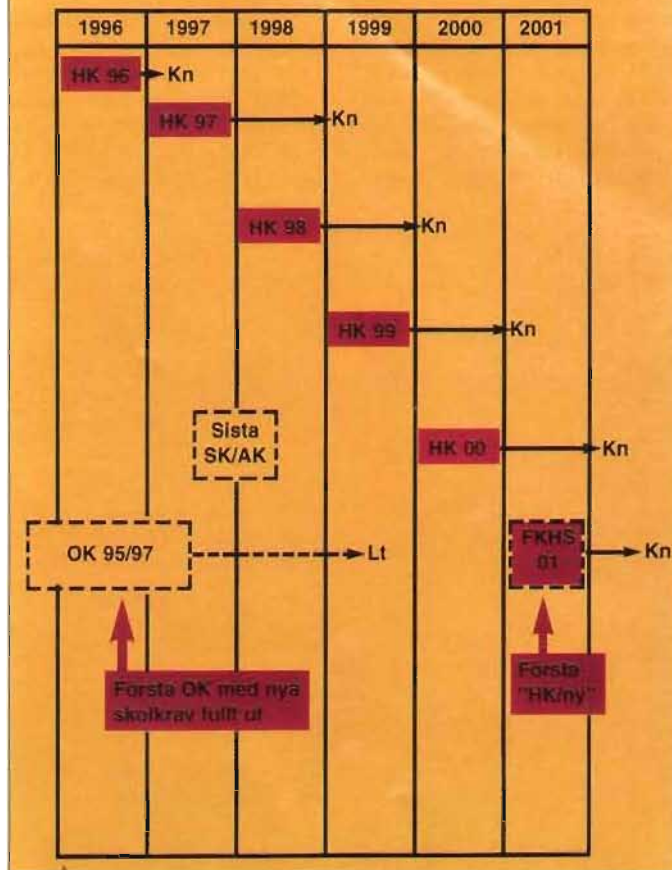 1996 1997 1998 1999 2000 2001
HK 96 Kn
HK 97 Kn
HK 98 Kn
HK 99 Kn
Sista
SK/AK
HK 00 Kn
OK 95/97 Lt
FKHS
01 Kn
Första OK med nya
skolkrav fullt ut
Första
"HK/ny"